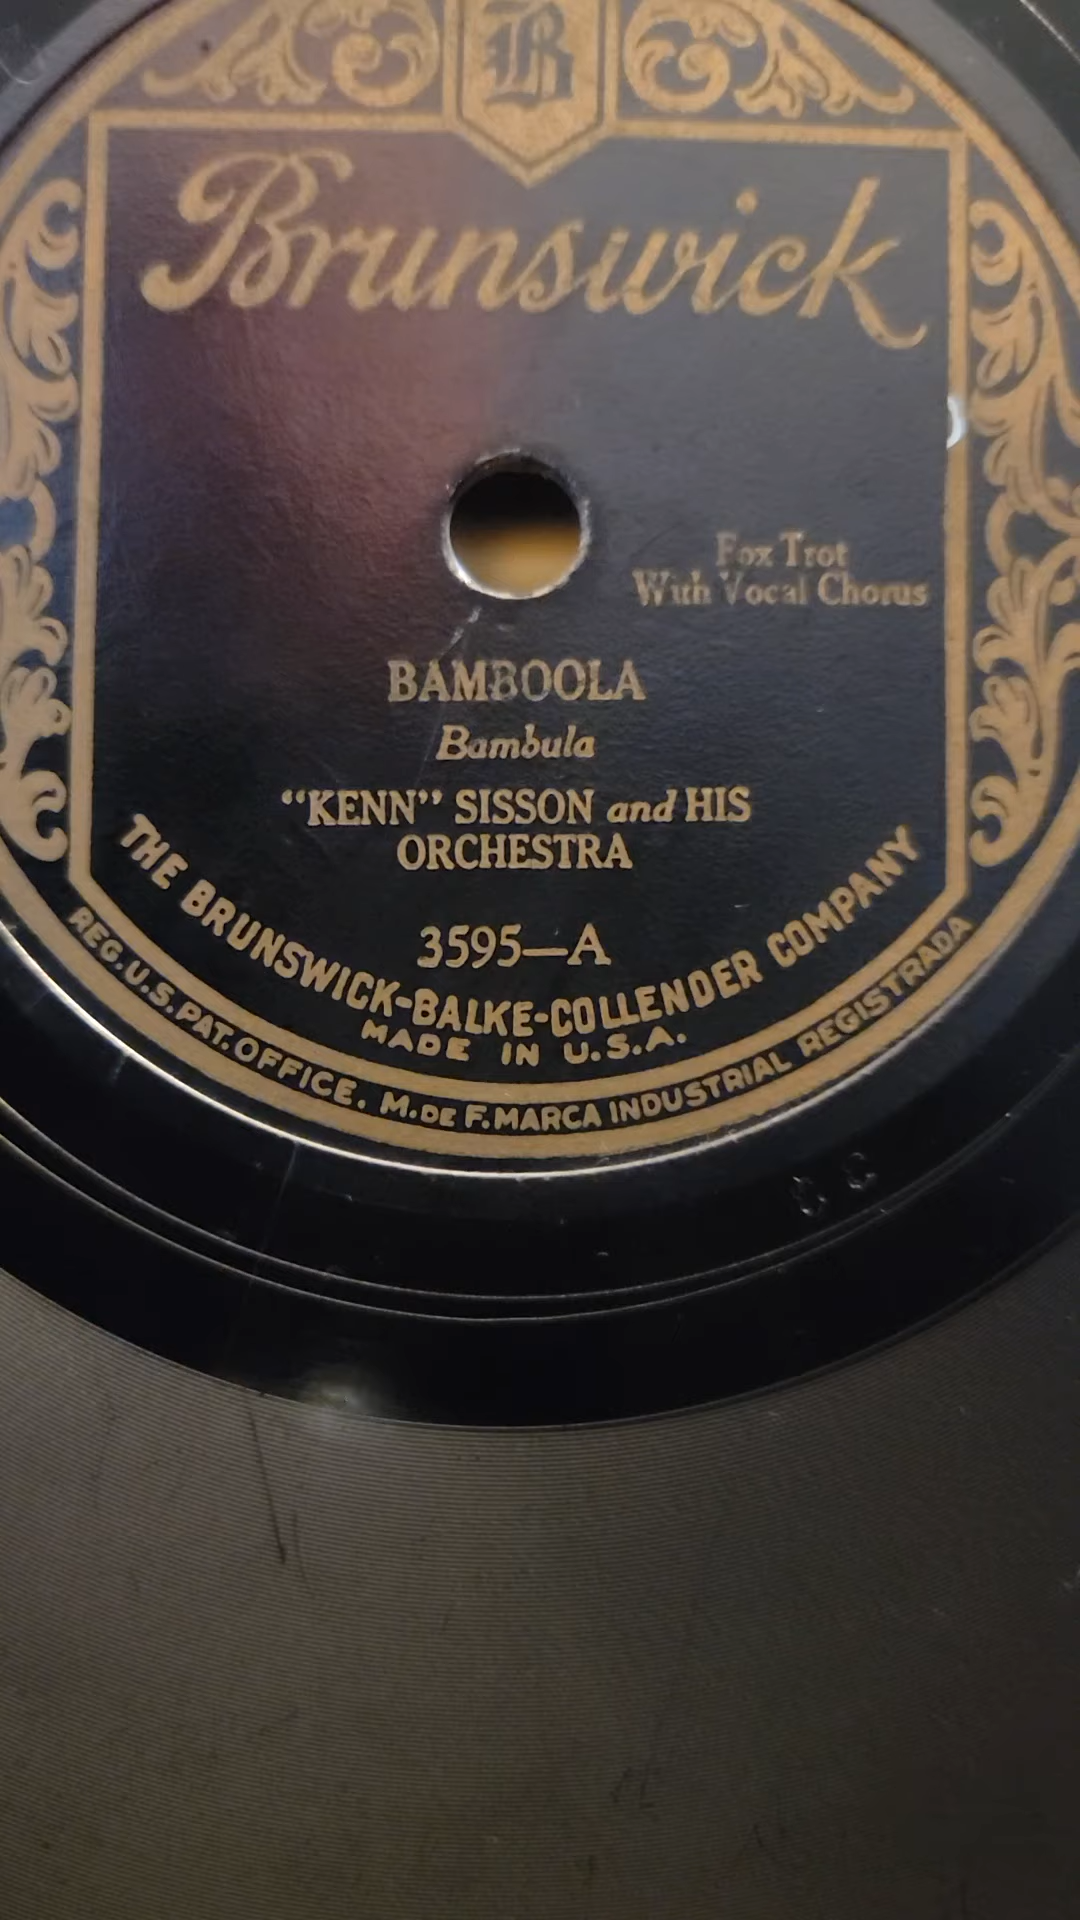 B
Brunswick
Fox Trot
With Vocal Chorus
BAMBOOLA
Bambula
"KENN" SISSON and HIS
ORCHESTRA
3595—A
THE BRUNSWICK-BALKE-COLLENDER COMPANY
MADE IN U.S.A.
REG. U.S. PAT. OFFICE. M. DE F. MARCA INDUSTRIAL REGISTRADA